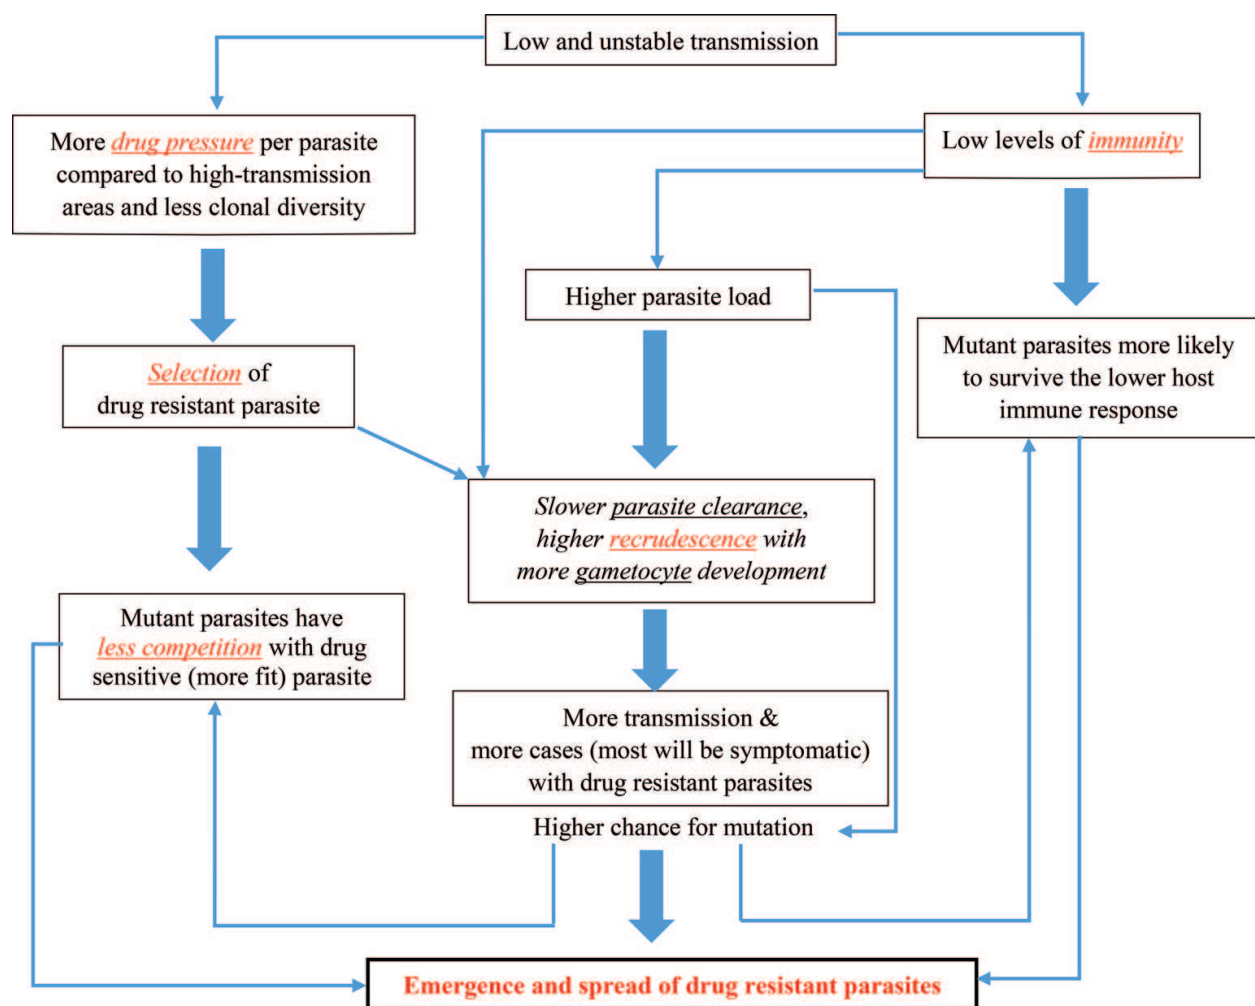 Low and unstable transmission
More drug pressure per parasite
compared to high-transmission
areas and less clonal diversity
Low levels of immunity
Higher parasite load
Selection of
drug resistant parasite
Mutant parasites more likely
to survive the lower host
immune response
Slower parasite clearance,
higher recrudescence with
more gametocyte development
Mutant parasites have
less competition with drug
sensitive (more fit) parasite
More transmission &
more cases (most will be symptomatic)
with drug resistant parasites
Higher chance for mutation
Emergence and spread of drug resistant parasites